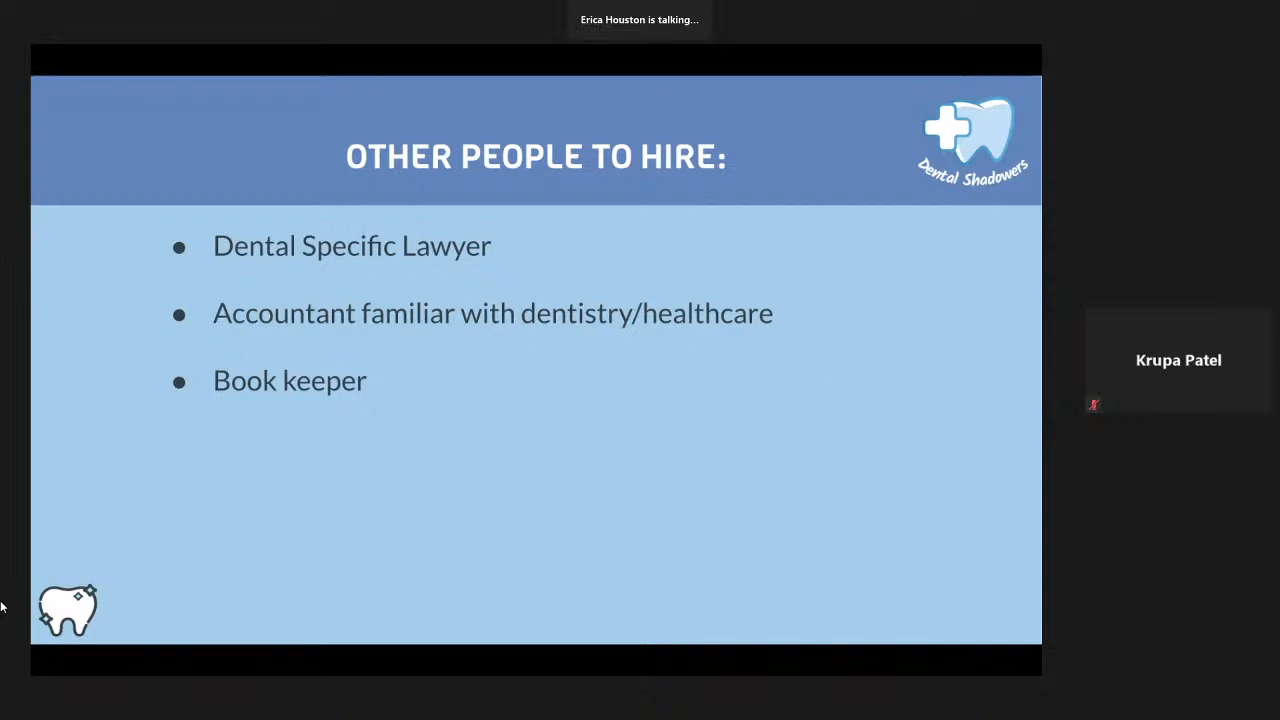 Erica Houston is talking...
OTHER PEOPLE TO HIRE:
Dental Shadowers
● Dental Specific Lawyer
● Accountant familiar with dentistry/healthcare
● Book keeper
Krupa Patel